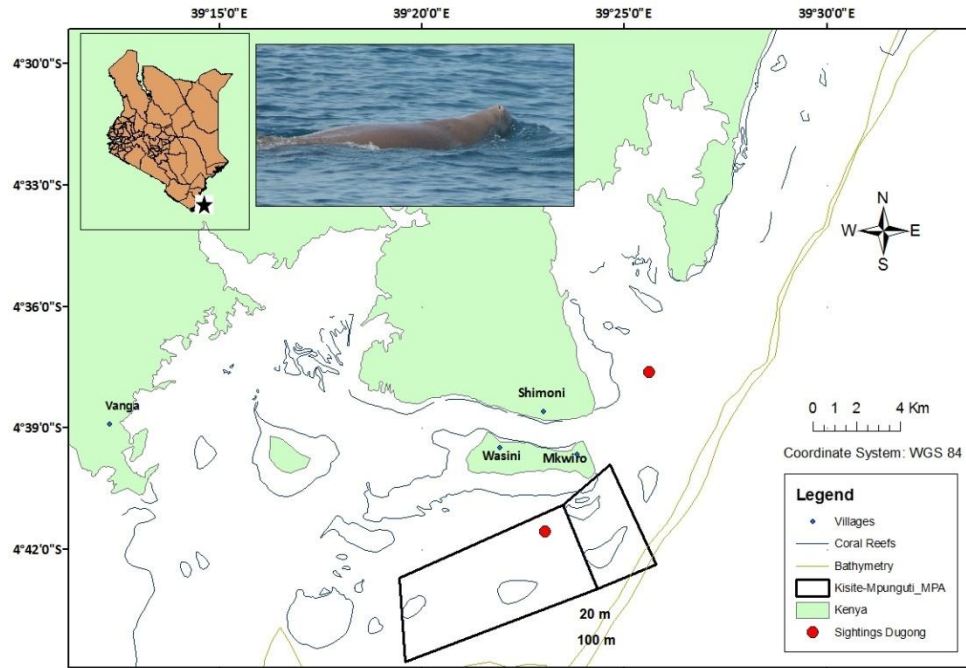 39°15'0"E 39°20'0"E 39°25'0"E 39°30'0"E
4°30'0"S
4°33'0"S
4°36'0"S
4°39'0"S
4°42'0"S
N
W E
S
Vanga
Shimoni
Wasini
Mkwiro
20 m
100 m
0 1 2 4 Km
Coordinate System: WGS 84
Legend
Villages
Coral Reefs
Bathymetry
Kisite-Mpunguti_MPA
Kenya
Sightings Dugong